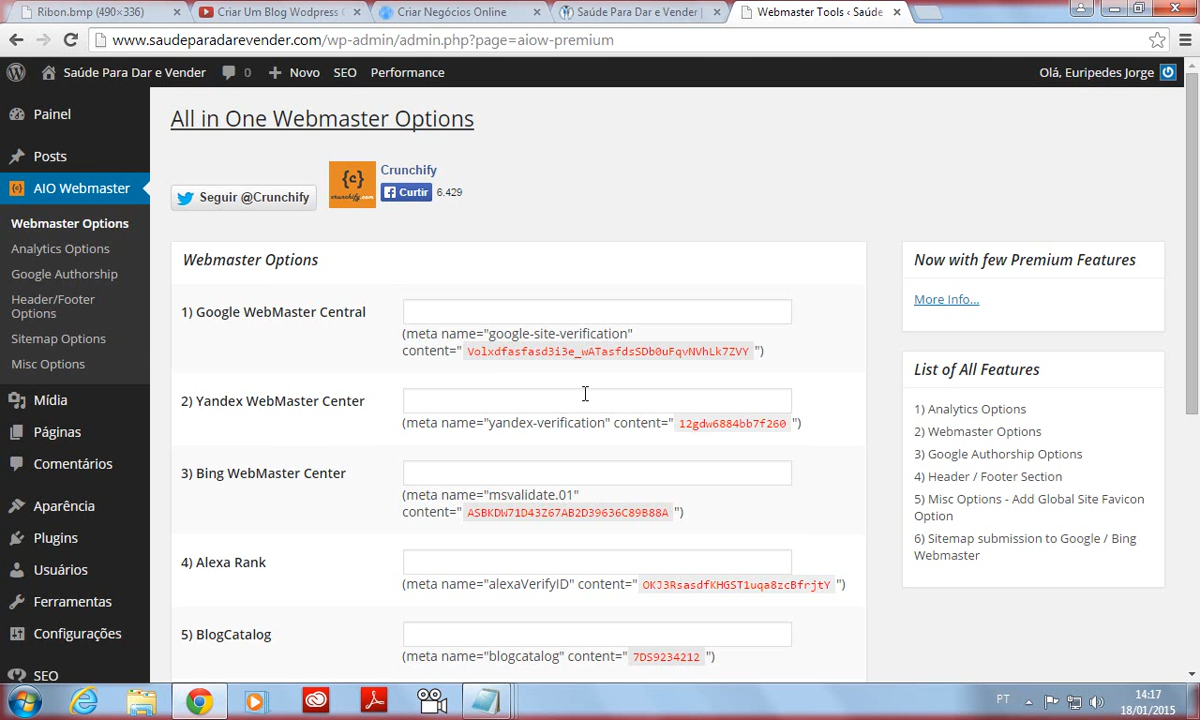 Ribon.bmp (490×336)
Criar Um Blog Wodpress
Criar Negócios Online
Saúde Para Dar e Vender |
Webmaster Tools ‹ Saúde
www.saudeparadarevender.com/wp-admin/admin.php?page=aiow-premium
Saúde Para Dar e Vender
0
Novo
SEO
Performance
Olá, Euripedes Jorge
Painel
Posts
AIO Webmaster
Webmaster Options
Analytics Options
Google Authorship
Header/Footer
Options
Sitemap Options
Misc Options
Mídia
Páginas
Comentários
Aparência
Plugins
Usuários
Ferramentas
Configurações
SEO
All in One Webmaster Options
Seguir @Crunchify
{c}
crunchify.com
Crunchify
Curtir
6.429
Webmaster Options
1) Google WebMaster Central
(meta name="google-site-verification"
content=" Volxdfasfasd3i3e_wATasfdsSDb0uFqvNVhLk7ZVY ")
2) Yandex WebMaster Center
(meta name="yandex-verification" content=" 12gdw6884bb7f260 ")
3) Bing WebMaster Center
(meta name="msvalidate.01"
content=" ASBKDW71D43Z67AB2D39636C89B88A ")
4) Alexa Rank
(meta name="alexaVerifyID" content=" OKJ3RsasdfKHGST1uqa8zcBfrjtY ")
5) BlogCatalog
(meta name="blogcatalog" content=" 7DS9234212 ")
Now with few Premium Features
More Info...
List of All Features
1) Analytics Options
2) Webmaster Options
3) Google Authorship Options
4) Header / Footer Section
5) Misc Options - Add Global Site Favicon
Option
6) Sitemap submission to Google / Bing
Webmaster
PT
14:17
18/01/2015